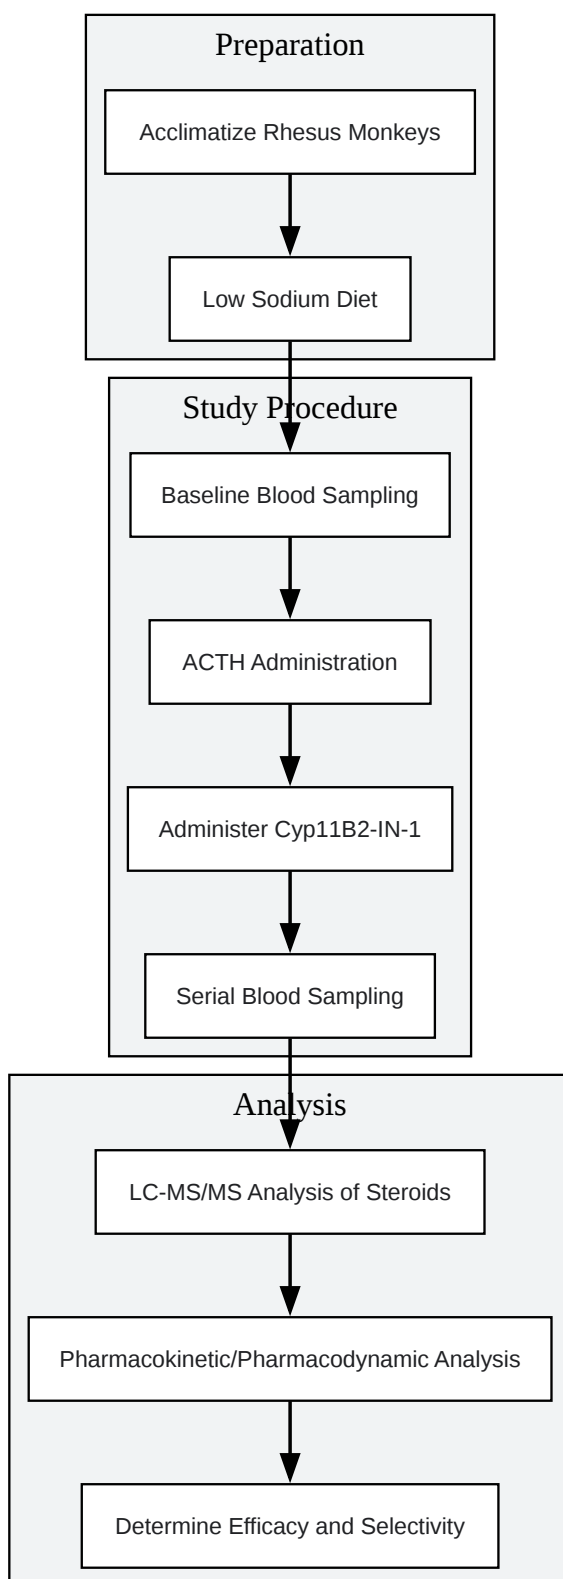 Preparation
Acclimatize Rhesus Monkeys
Low Sodium Diet
Study Procedure
Baseline Blood Sampling
ACTH Administration
Administer Cyp11B2-IN-1
Serial Blood Sampling
Analysis
LC-MS/MS Analysis of Steroids
Pharmacokinetic/Pharmacodynamic Analysis
Determine Efficacy and Selectivity